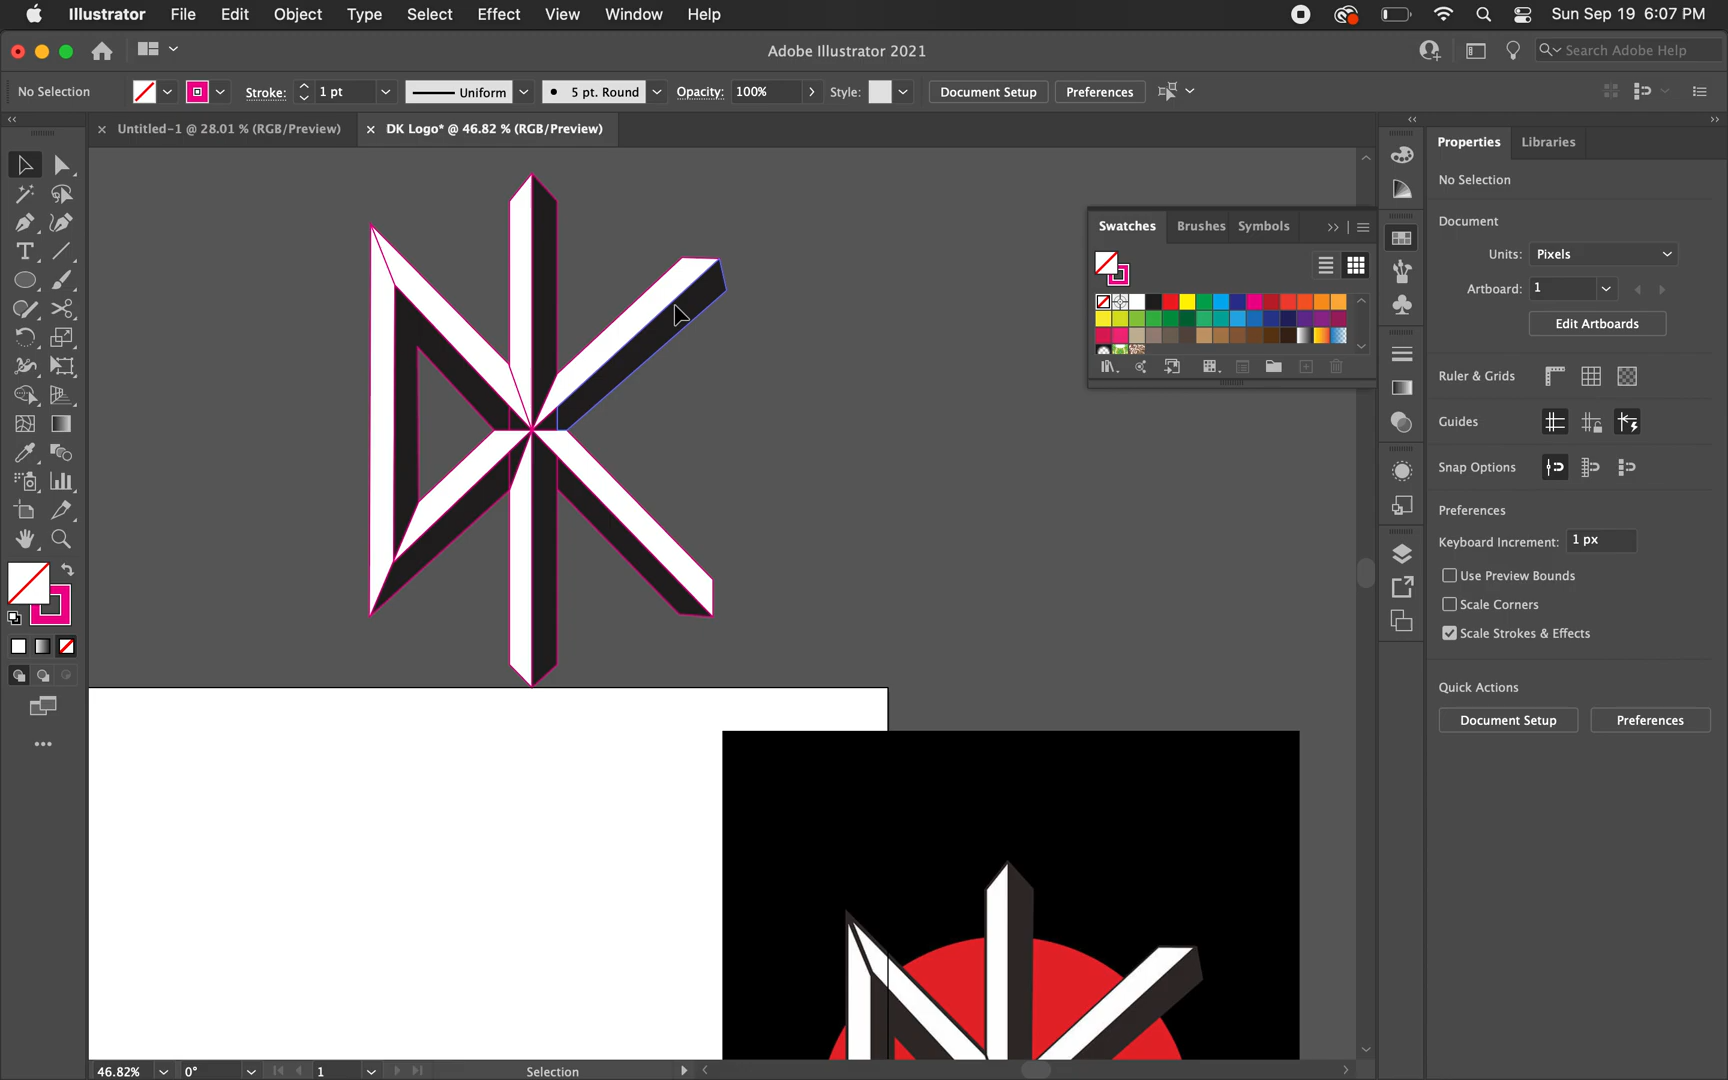 Illustrator File Edit Object Type Select Effect View Window Help Sun Sep 19 6:07 PM
Adobe Illustrator 2021 Search Adobe Help
No Selection Stroke: 1 pt Uniform 5 pt. Round Opacity: 100% Style: Document Setup Preferences
Untitled-1 @ 28.01 % (RGB/Preview) DK Logo* @ 46.82 % (RGB/Preview)
Properties Libraries
No Selection
Document
Swatches Brushes Symbols
Units: Pixels
Artboard: 1
Edit Artboards
Ruler & Grids
Guides
Snap Options
Preferences
Keyboard Increment: 1 px
Use Preview Bounds
Scale Corners
Scale Strokes & Effects
Quick Actions
Document Setup Preferences
46.82% 0° 1 Selection